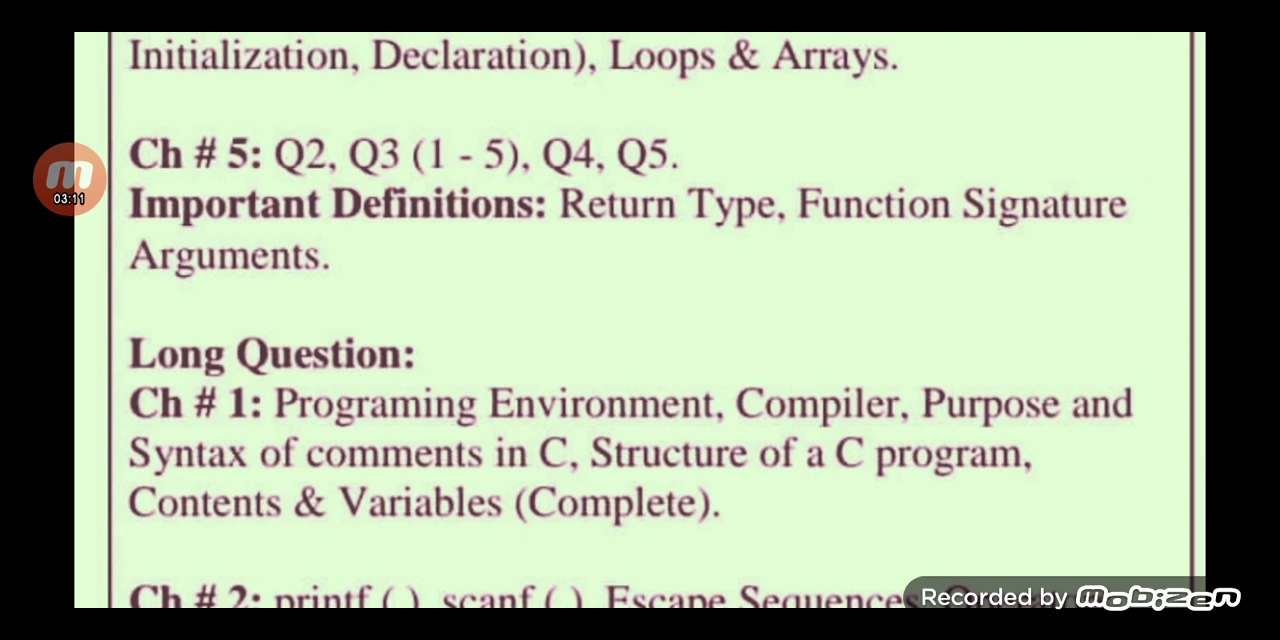 Initialization, Declaration), Loops & Arrays.
Ch # 5: Q2, Q3 (1 - 5), Q4, Q5.
Important Definitions: Return Type, Function Signature
Arguments.
Long Question:
Ch # 1: Programing Environment, Compiler, Purpose and
Syntax of comments in C, Structure of a C program,
Contents & Variables (Complete).
Ch # 2: printf ( ), scanf ( ), Escape Sequences
03:11
Recorded by mobizen